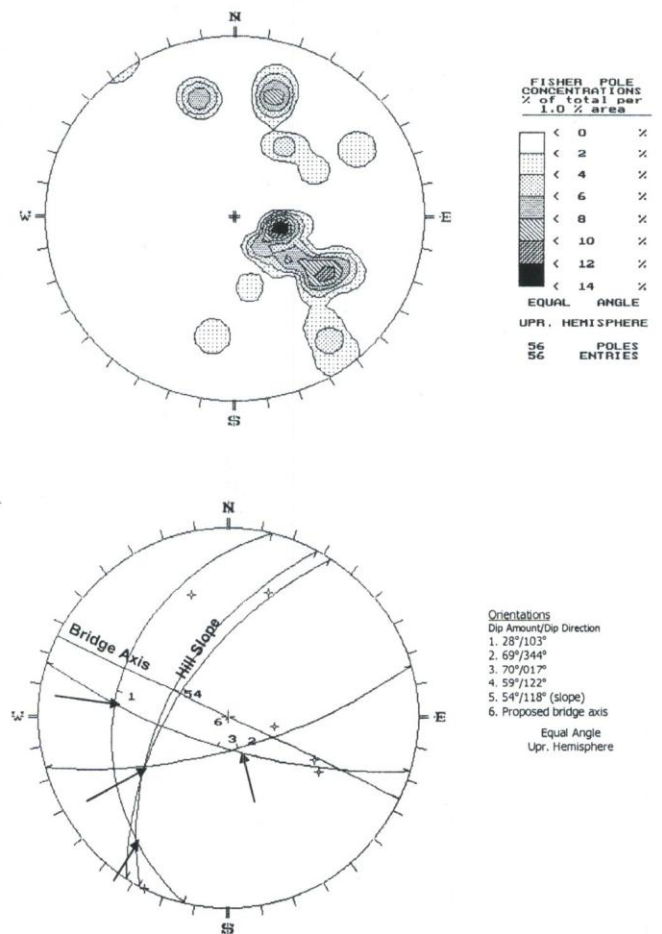 N
W
E
S
FISHER POLE
CONCENTRATIONS
% of total per
1.0 % area
< 0 %
< 2 %
< 4 %
< 6 %
< 8 %
< 10 %
< 12 %
< 14 %
EQUAL ANGLE
UPR. HEMISPHERE
56 POLES
56 ENTRIES
N
Bridge Axis
Hill Slope
W
1
54
6
3 2
E
S
Orientations
Dip Amount/Dip Direction
1. 28°/103°
2. 69°/344°
3. 70°/017°
4. 59°/122°
5. 54°/118° (slope)
6. Proposed bridge axis
Equal Angle
Upr. Hemisphere